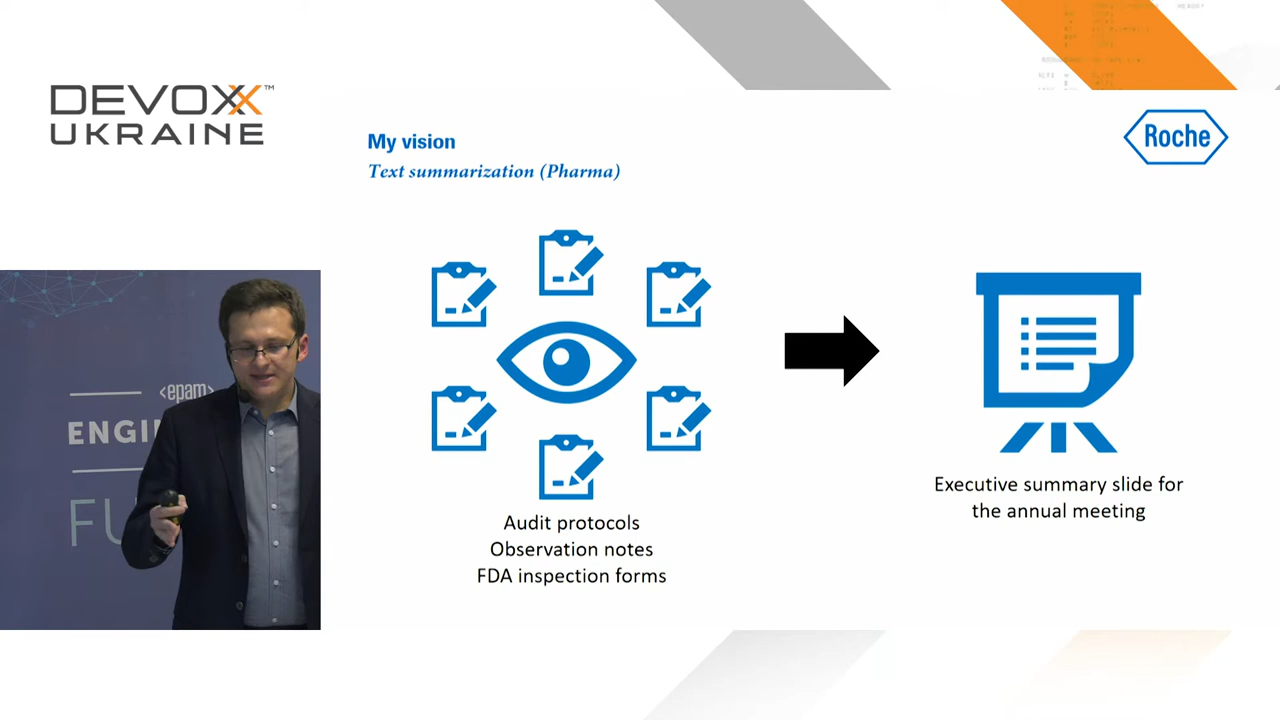 DEVOXX™
UKRAINE
My vision
Text summarization (Pharma)
Roche
Audit protocols
Observation notes
FDA inspection forms
Executive summary slide for
the annual meeting
<epam>
ENGI
FU